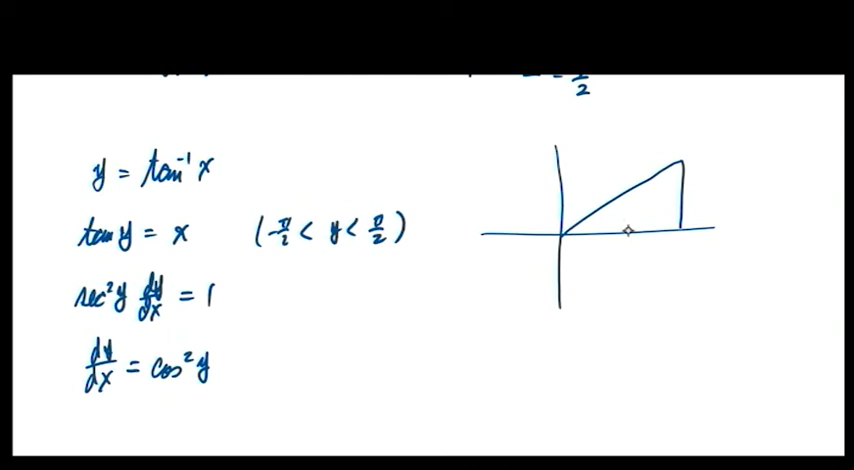 y = tan⁻¹ x
tan y = x (-π/2 < y < π/2)
sec² y dy/dx = 1
dy/dx = cos² y